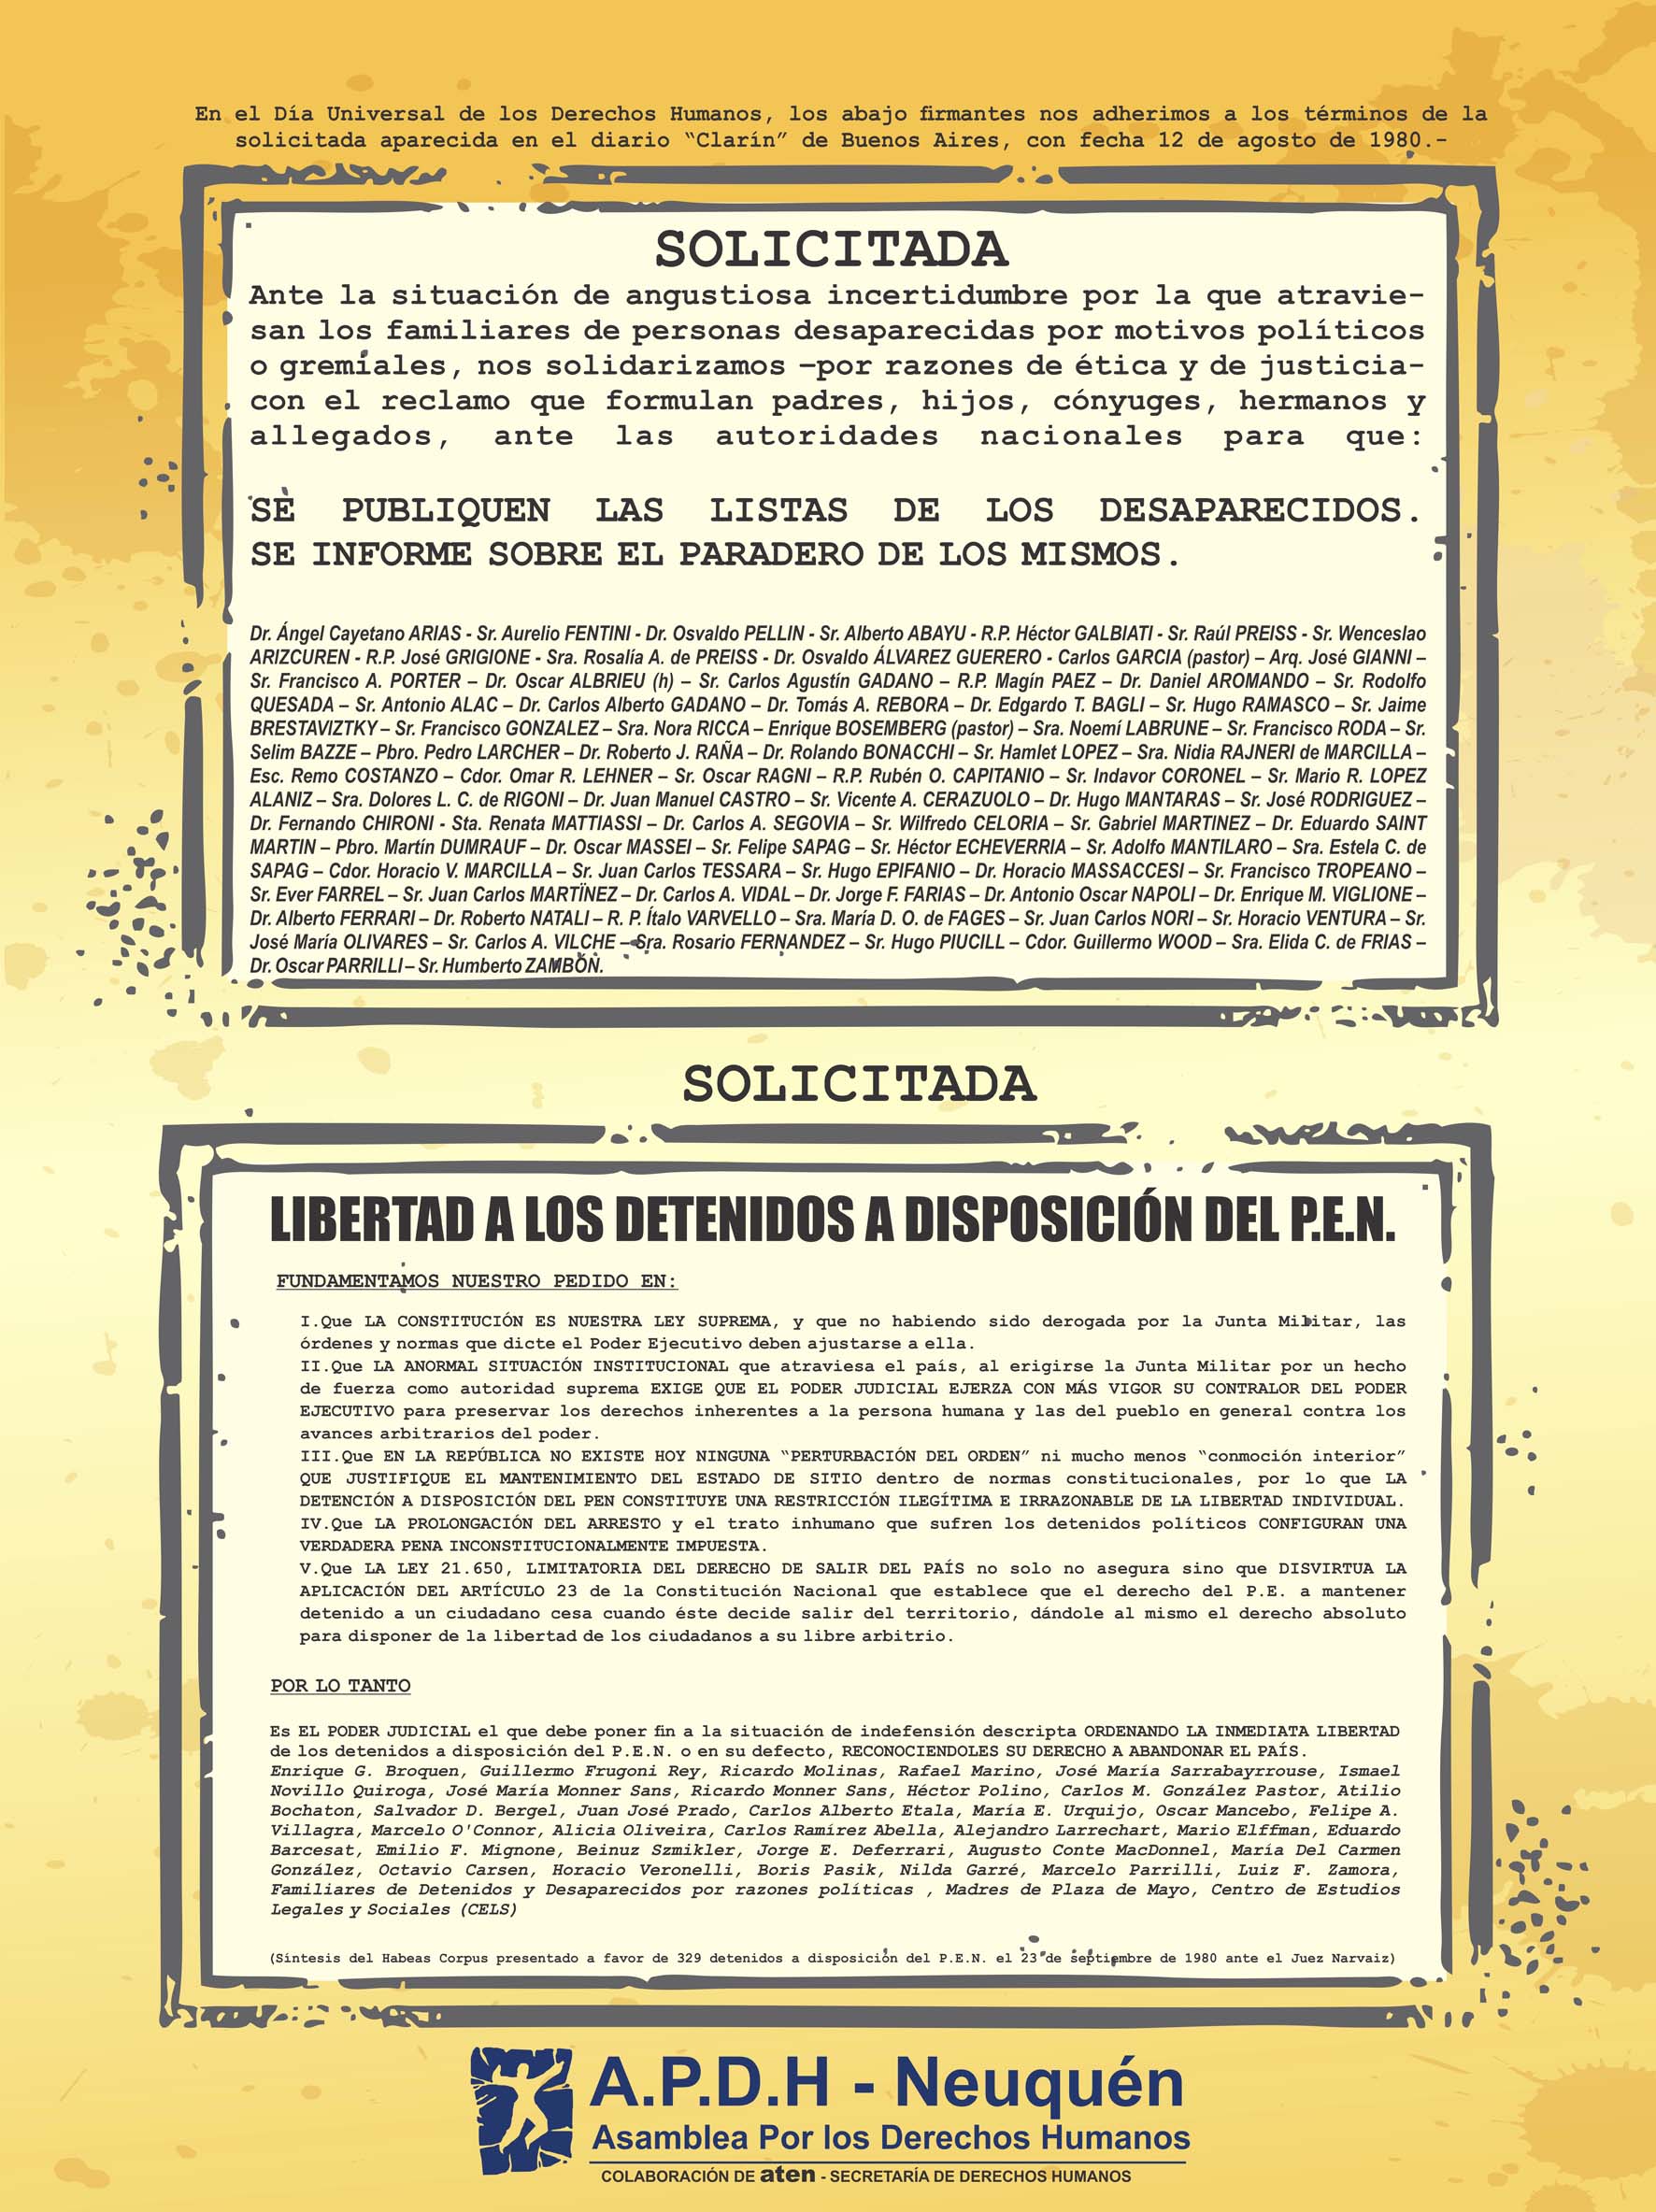 En el Día Universal de los Derechos Humanos, los abajo firmantes nos adherimos a los términos de la
solicitada aparecida en el diario “Clarín” de Buenos Aires, con fecha 12 de agosto de 1980.-
SOLICITADA
Ante la situación de angustiosa incertidumbre por la que atravie-
san los familiares de personas desaparecidas por motivos políticos
o gremiales, nos solidarizamos –por razones de ética y de justicia-
con el reclamo que formulan padres, hijos, cónyuges, hermanos y
allegados, ante las autoridades nacionales para que:
SE PUBLIQUEN LAS LISTAS DE LOS DESAPARECIDOS.
SE INFORME SOBRE EL PARADERO DE LOS MISMOS.
Dr. Ángel Cayetano ARIAS - Sr. Aurelio FENTINI - Dr. Osvaldo PELLIN - Sr. Alberto ABAYU - R.P. Héctor GALBIATI - Sr. Raúl PREISS - Sr. Wenceslao
ARIZCUREN - R.P. José GRIGIONE - Sra. Rosalía A. de PREISS - Dr. Osvaldo ÁLVAREZ GUERERO - Carlos GARCIA (pastor) – Arq. José GIANNI –
Sr. Francisco A. PORTER – Dr. Oscar ALBRIEU (h) – Sr. Carlos Agustín GADANO – R.P. Magín PAEZ – Dr. Daniel AROMANDO – Sr. Rodolfo
QUESADA – Sr. Antonio ALAC – Dr. Carlos Alberto GADANO – Dr. Tomás A. REBORA – Dr. Edgardo T. BAGLI – Sr. Hugo RAMASCO – Sr. Jaime
BRESTAVIZTKY – Sr. Francisco GONZALEZ – Sra. Nora RICCA – Enrique BOSEMBERG (pastor) – Sra. Noemí LABRUNE – Sr. Francisco RODA – Sr.
Selim BAZZE – Pbro. Pedro LARCHER – Dr. Roberto J. RAÑA – Dr. Rolando BONACCHI – Sr. Hamlet LOPEZ – Sra. Nidia RAJNERI de MARCILLA –
Esc. Remo COSTANZO – Cdor. Omar R. LEHNER – Sr. Oscar RAGNI – R.P. Rubén O. CAPITANIO – Sr. Indavor CORONEL – Sr. Mario R. LOPEZ
ALANIZ – Sra. Dolores L. C. de RIGONI – Dr. Juan Manuel CASTRO – Sr. Vicente A. CERAZUOLO – Dr. Hugo MANTARAS – Sr. José RODRIGUEZ –
Dr. Fernando CHIRONI - Sta. Renata MATTIASSI – Dr. Carlos A. SEGOVIA – Sr. Wilfredo CELORIA – Sr. Gabriel MARTINEZ – Dr. Eduardo SAINT
MARTIN – Pbro. Martín DUMRAUF – Dr. Oscar MASSEI – Sr. Felipe SAPAG – Sr. Héctor ECHEVERRIA – Sr. Adolfo MANTILARO – Sra. Estela C. de
SAPAG – Cdor. Horacio V. MARCILLA – Sr. Juan Carlos TESSARA – Sr. Hugo EPIFANIO – Dr. Horacio MASSACCESI – Sr. Francisco TROPEANO –
Sr. Ever FARREL – Sr. Juan Carlos MARTÏNEZ – Dr. Carlos A. VIDAL – Dr. Jorge F. FARIAS – Dr. Antonio Oscar NAPOLI – Dr. Enrique M. VIGLIONE –
Dr. Alberto FERRARI – Dr. Roberto NATALI – R. P. Ítalo VARVELLO – Sra. María D. O. de FAGES – Sr. Juan Carlos NORI – Sr. Horacio VENTURA – Sr.
José María OLIVARES – Sr. Carlos A. VILCHE – Sra. Rosario FERNANDEZ – Sr. Hugo PIUCILL – Cdor. Guillermo WOOD – Sra. Elida C. de FRIAS –
Dr. Oscar PARRILLI – Sr. Humberto ZAMBÓN.
SOLICITADA
LIBERTAD A LOS DETENIDOS A DISPOSICIÓN DEL P.E.N.
FUNDAMENTAMOS NUESTRO PEDIDO EN:
I.Que LA CONSTITUCIÓN ES NUESTRA LEY SUPREMA, y que no habiendo sido derogada por la Junta Militar, las
órdenes y normas que dicte el Poder Ejecutivo deben ajustarse a ella.
II.Que LA ANORMAL SITUACIÓN INSTITUCIONAL que atraviesa el país, al erigirse la Junta Militar por un hecho
de fuerza como autoridad suprema EXIGE QUE EL PODER JUDICIAL EJERZA CON MÁS VIGOR SU CONTRALOR DEL PODER
EJECUTIVO para preservar los derechos inherentes a la persona humana y las del pueblo en general contra los
avances arbitrarios del poder.
III.Que EN LA REPÚBLICA NO EXISTE HOY NINGUNA “PERTURBACIÓN DEL ORDEN” ni mucho menos “conmoción interior”
QUE JUSTIFIQUE EL MANTENIMIENTO DEL ESTADO DE SITIO dentro de normas constitucionales, por lo que LA
DETENCIÓN A DISPOSICIÓN DEL PEN CONSTITUYE UNA RESTRICCIÓN ILEGÍTIMA E IRRAZONABLE DE LA LIBERTAD INDIVIDUAL.
IV.Que LA PROLONGACIÓN DEL ARRESTO y el trato inhumano que sufren los detenidos políticos CONFIGURAN UNA
VERDADERA PENA INCONSTITUCIONALMENTE IMPUESTA.
V.Que LA LEY 21.650, LIMITATORIA DEL DERECHO DE SALIR DEL PAÍS no solo no asegura sino que DISVIRTUA LA
APLICACIÓN DEL ARTÍCULO 23 de la Constitución Nacional que establece que el derecho del P.E. a mantener
detenido a un ciudadano cesa cuando éste decide salir del territorio, dándole al mismo el derecho absoluto
para disponer de la libertad de los ciudadanos a su libre arbitrio.
POR LO TANTO
Es EL PODER JUDICIAL el que debe poner fin a la situación de indefensión descripta ORDENANDO LA INMEDIATA LIBERTAD
de los detenidos a disposición del P.E.N. o en su defecto, RECONOCIENDOLES SU DERECHO A ABANDONAR EL PAÍS.
Enrique G. Broquen, Guillermo Frugoni Rey, Ricardo Molinas, Rafael Marino, José María Sarrabayrrouse, Ismael
Novillo Quiroga, José María Monner Sans, Ricardo Monner Sans, Héctor Polino, Carlos M. González Pastor, Atilio
Bochaton, Salvador D. Bergel, Juan José Prado, Carlos Alberto Etala, María E. Urquijo, Oscar Mancebo, Felipe A.
Villagra, Marcelo O'Connor, Alicia Oliveira, Carlos Ramírez Abella, Alejandro Larrechart, Mario Elffman, Eduardo
Barcesat, Emilio F. Mignone, Beinuz Szmikler, Jorge E. Deferrari, Augusto Conte MacDonnel, María Del Carmen
González, Octavio Carsen, Horacio Veronelli, Boris Pasik, Nilda Garré, Marcelo Parrilli, Luiz F. Zamora,
Familiares de Detenidos y Desaparecidos por razones políticas , Madres de Plaza de Mayo, Centro de Estudios
Legales y Sociales (CELS)
(Síntesis del Habeas Corpus presentado a favor de 329 detenidos a disposición del P.E.N. el 23 de septiembre de 1980 ante el Juez Narvaiz)
A.P.D.H - Neuquén
Asamblea Por los Derechos Humanos
COLABORACIÓN DE aten - SECRETARÍA DE DERECHOS HUMANOS